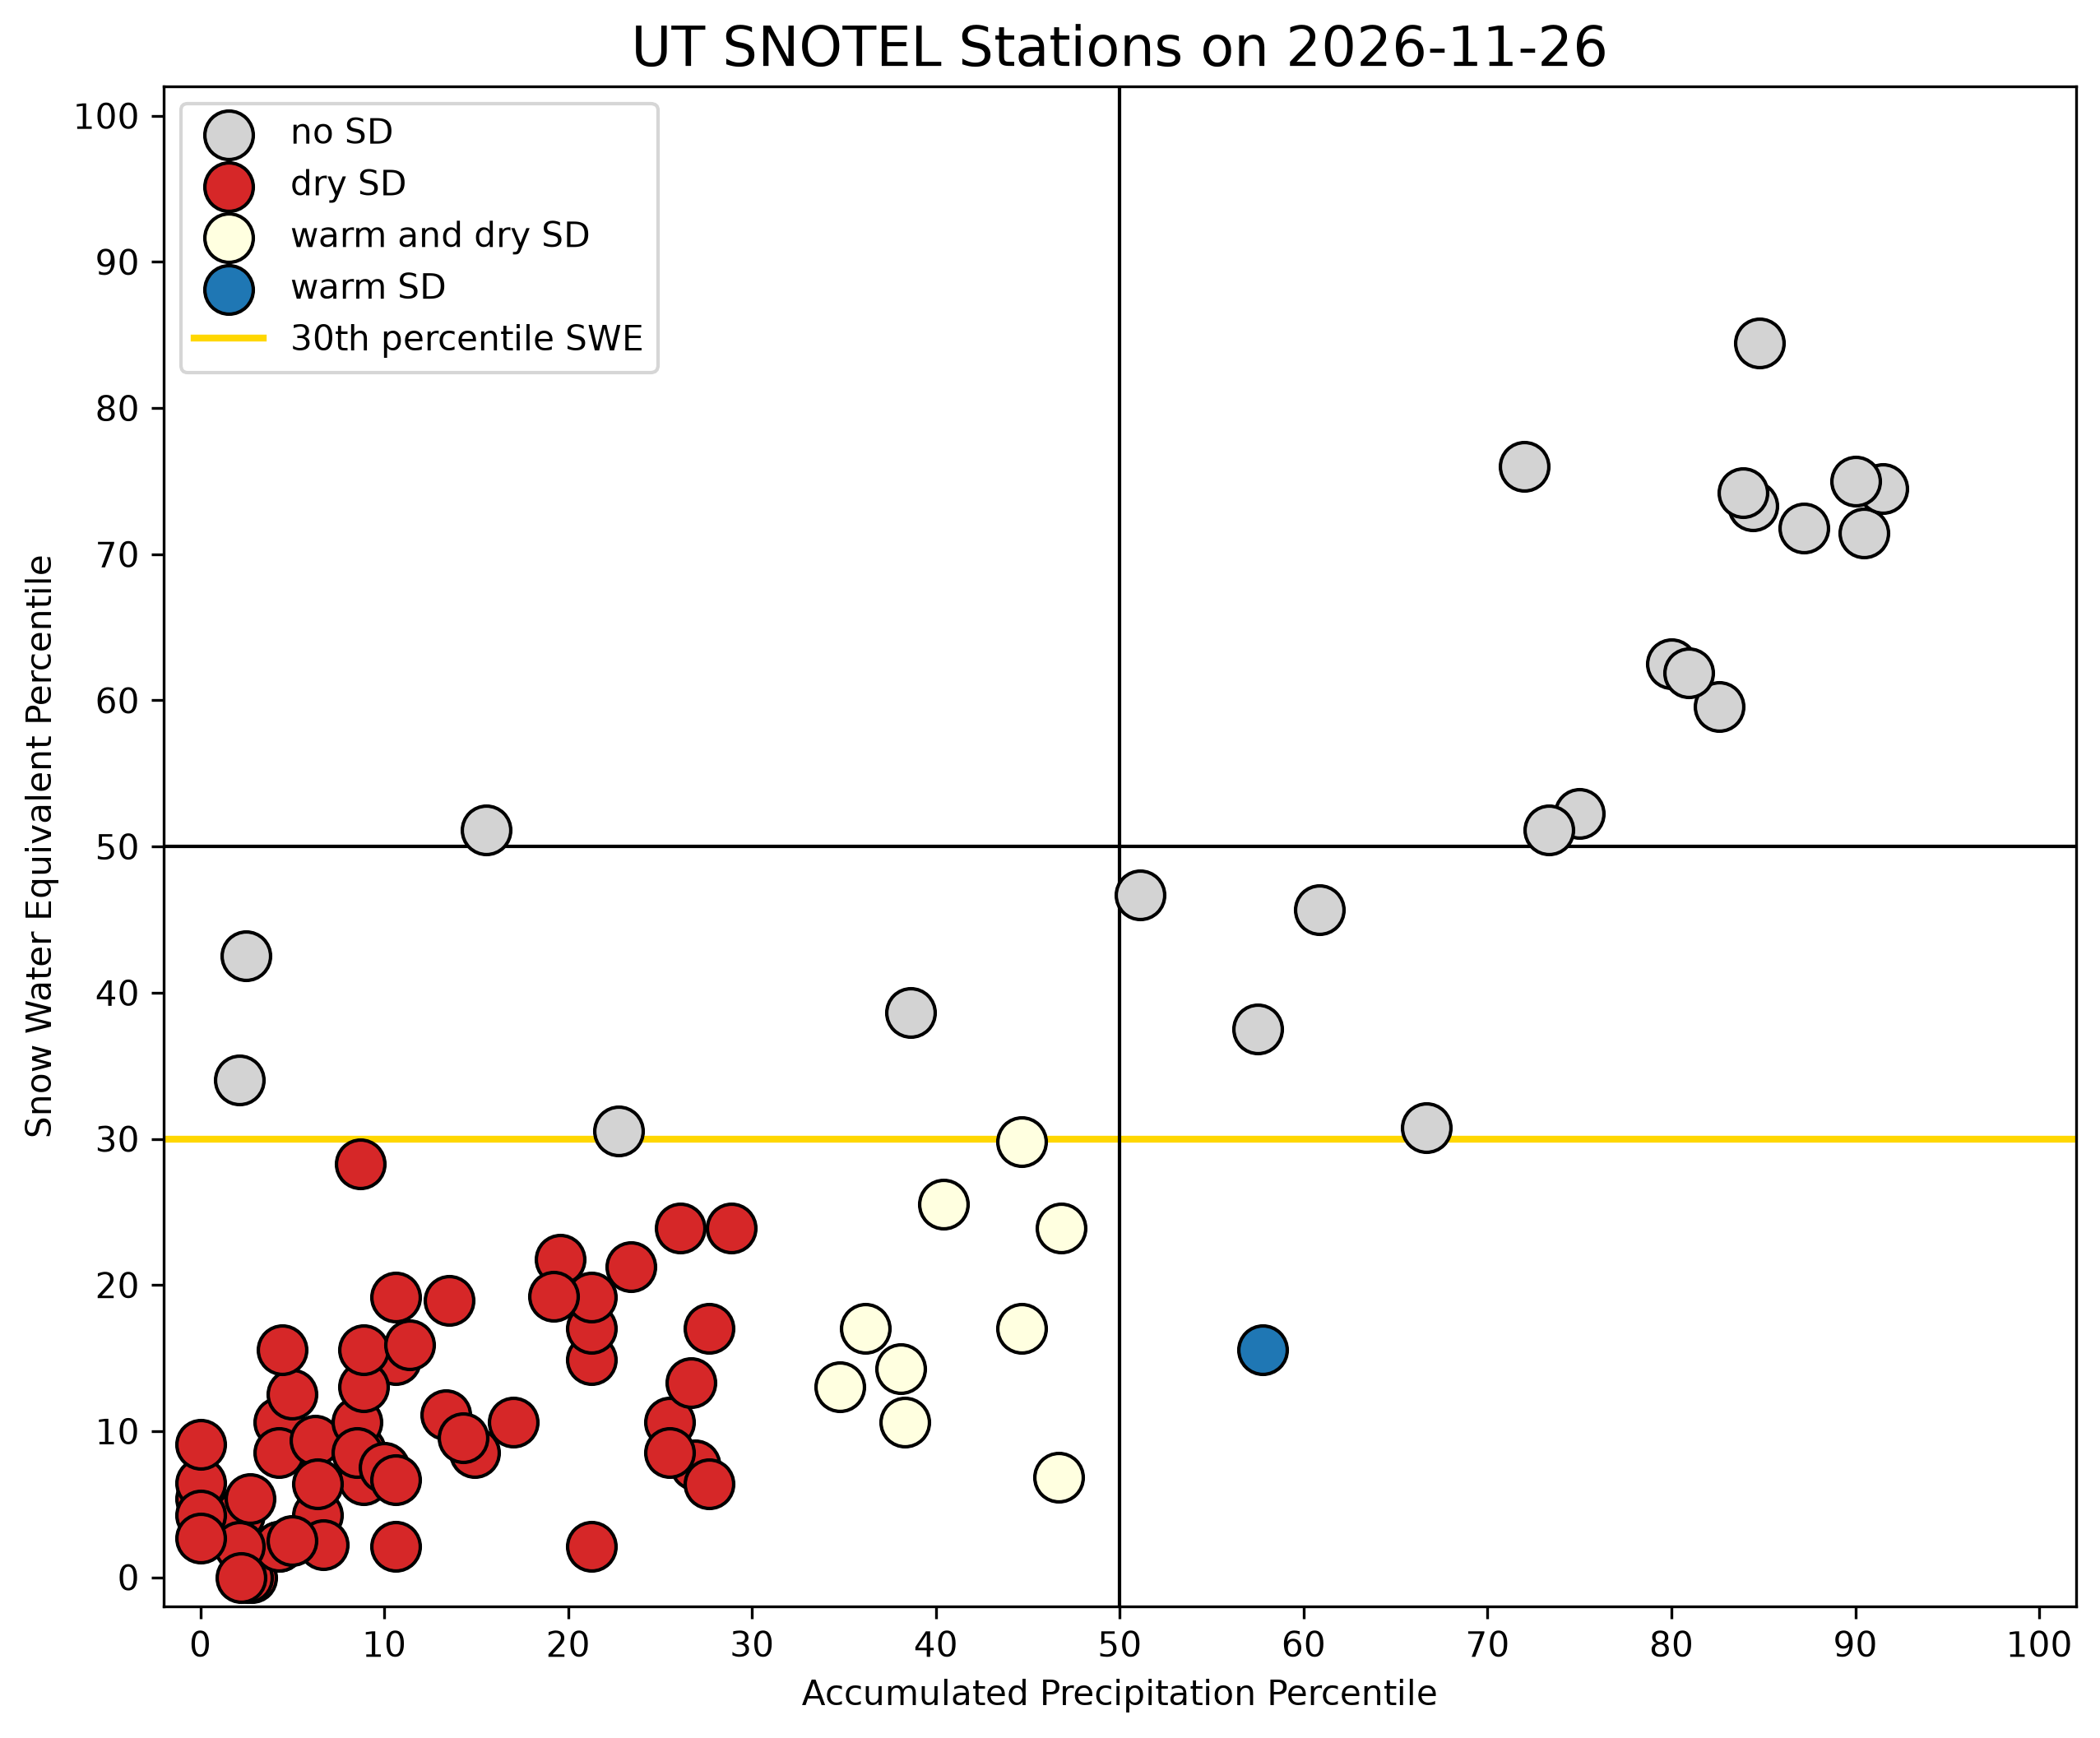 UT SNOTEL Stations on 2026-11-26
no SD
dry SD
warm and dry SD
warm SD
30th percentile SWE
Snow Water Equivalent Percentile
100
90
80
70
60
50
40
30
20
10
0
0 10 20 30 40 50 60 70 80 90 100
Accumulated Precipitation Percentile